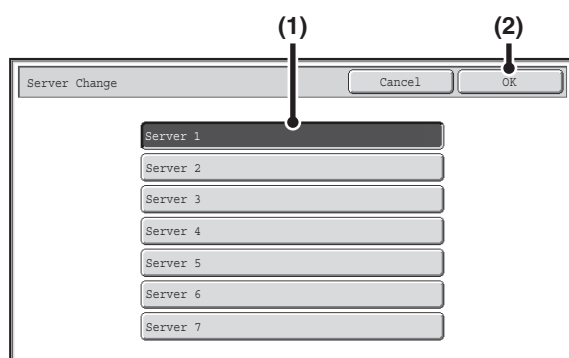 (1) (2)
Server Change Cancel OK
Server 1
Server 2
Server 3
Server 4
Server 5
Server 6
Server 7